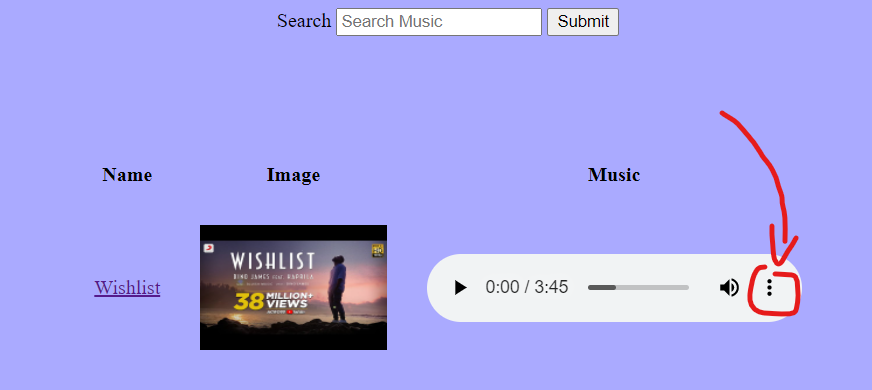 Search Search Music Submit
Name Image Music
WISHLIST
DINO JAMES FEAT. KAPRILA
38 MILLION+
VIEWS
Wishlist
0:00 / 3:45